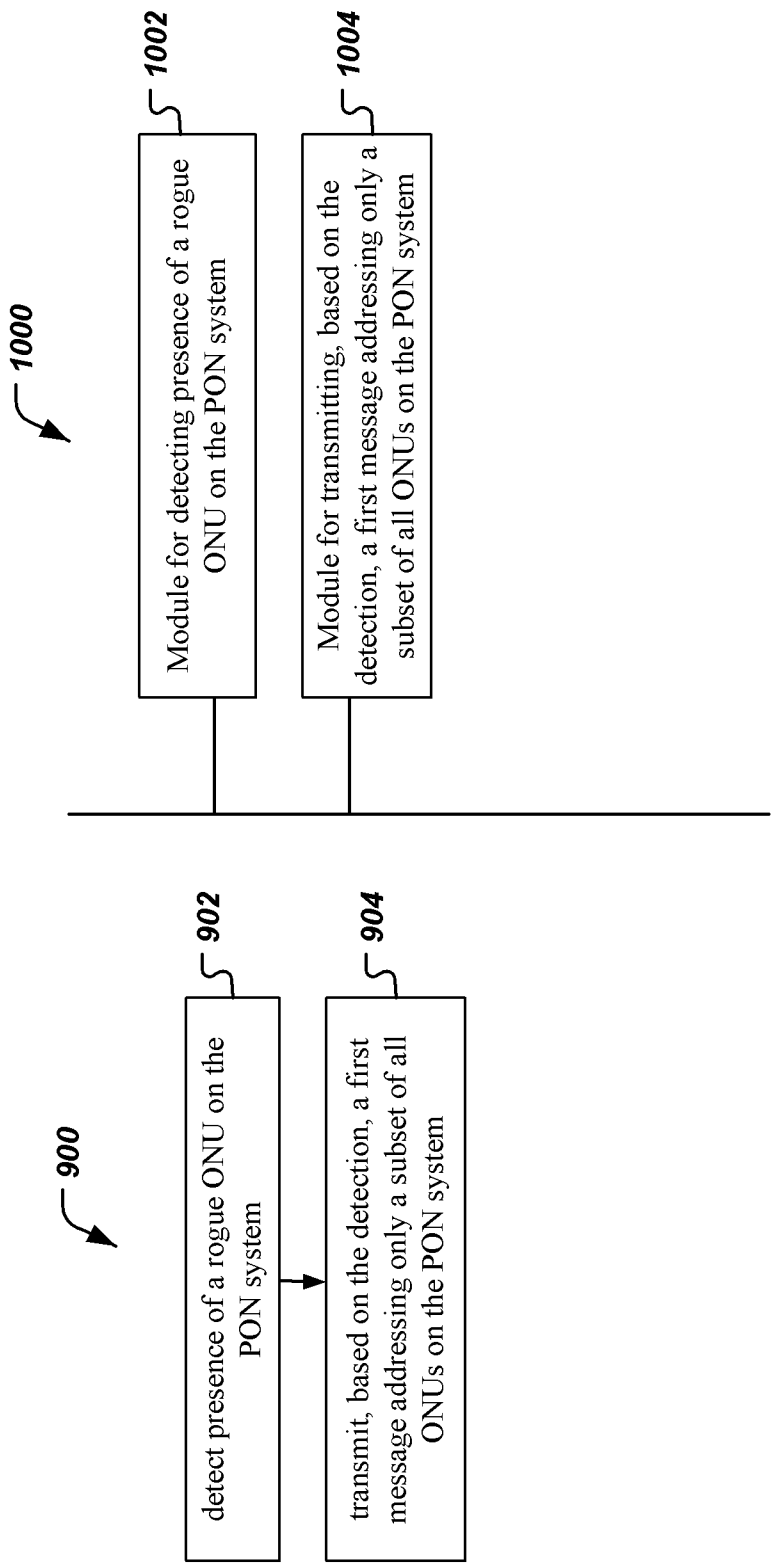 900
902
detect presence of a rogue ONU on the
PON system
904
transmit, based on the detection, a first
message addressing only a subset of all
ONUs on the PON system
1000
1002
Module for detecting presence of a rogue
ONU on the PON system
1004
Module for transmitting, based on the
detection, a first message addressing only a
subset of all ONUs on the PON system